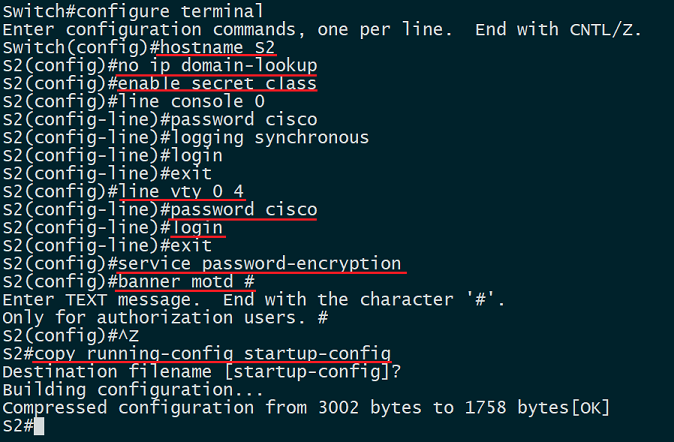 Switch#configure terminal
Enter configuration commands, one per line.  End with CNTL/Z.
Switch(config)#hostname S2
S2(config)#no ip domain-lookup
S2(config)#enable secret class
S2(config)#line console 0
S2(config-line)#password cisco
S2(config-line)#logging synchronous
S2(config-line)#login
S2(config-line)#exit
S2(config)#line vty 0 4
S2(config-line)#password cisco
S2(config-line)#login
S2(config-line)#exit
S2(config)#service password-encryption
S2(config)#banner motd #
Enter TEXT message.  End with the character '#'.
Only for authorization users. #
S2(config)#^Z
S2#copy running-config startup-config
Destination filename [startup-config]?
Building configuration...
Compressed configuration from 3002 bytes to 1758 bytes[OK]
S2#